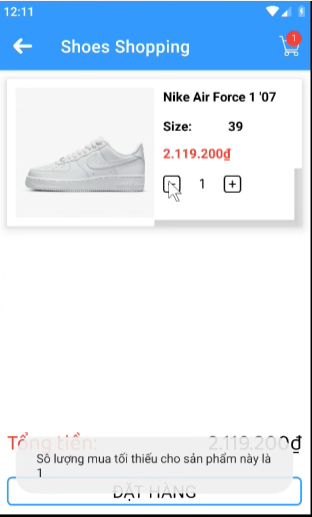 12:11
Shoes Shopping
1
Nike Air Force 1 '07
Size: 39
2.119.200₫
- 1 +
Tổng tiền: 2.119.200₫
Số lượng mua tối thiểu cho sản phẩm này là
1
ĐẶT HÀNG